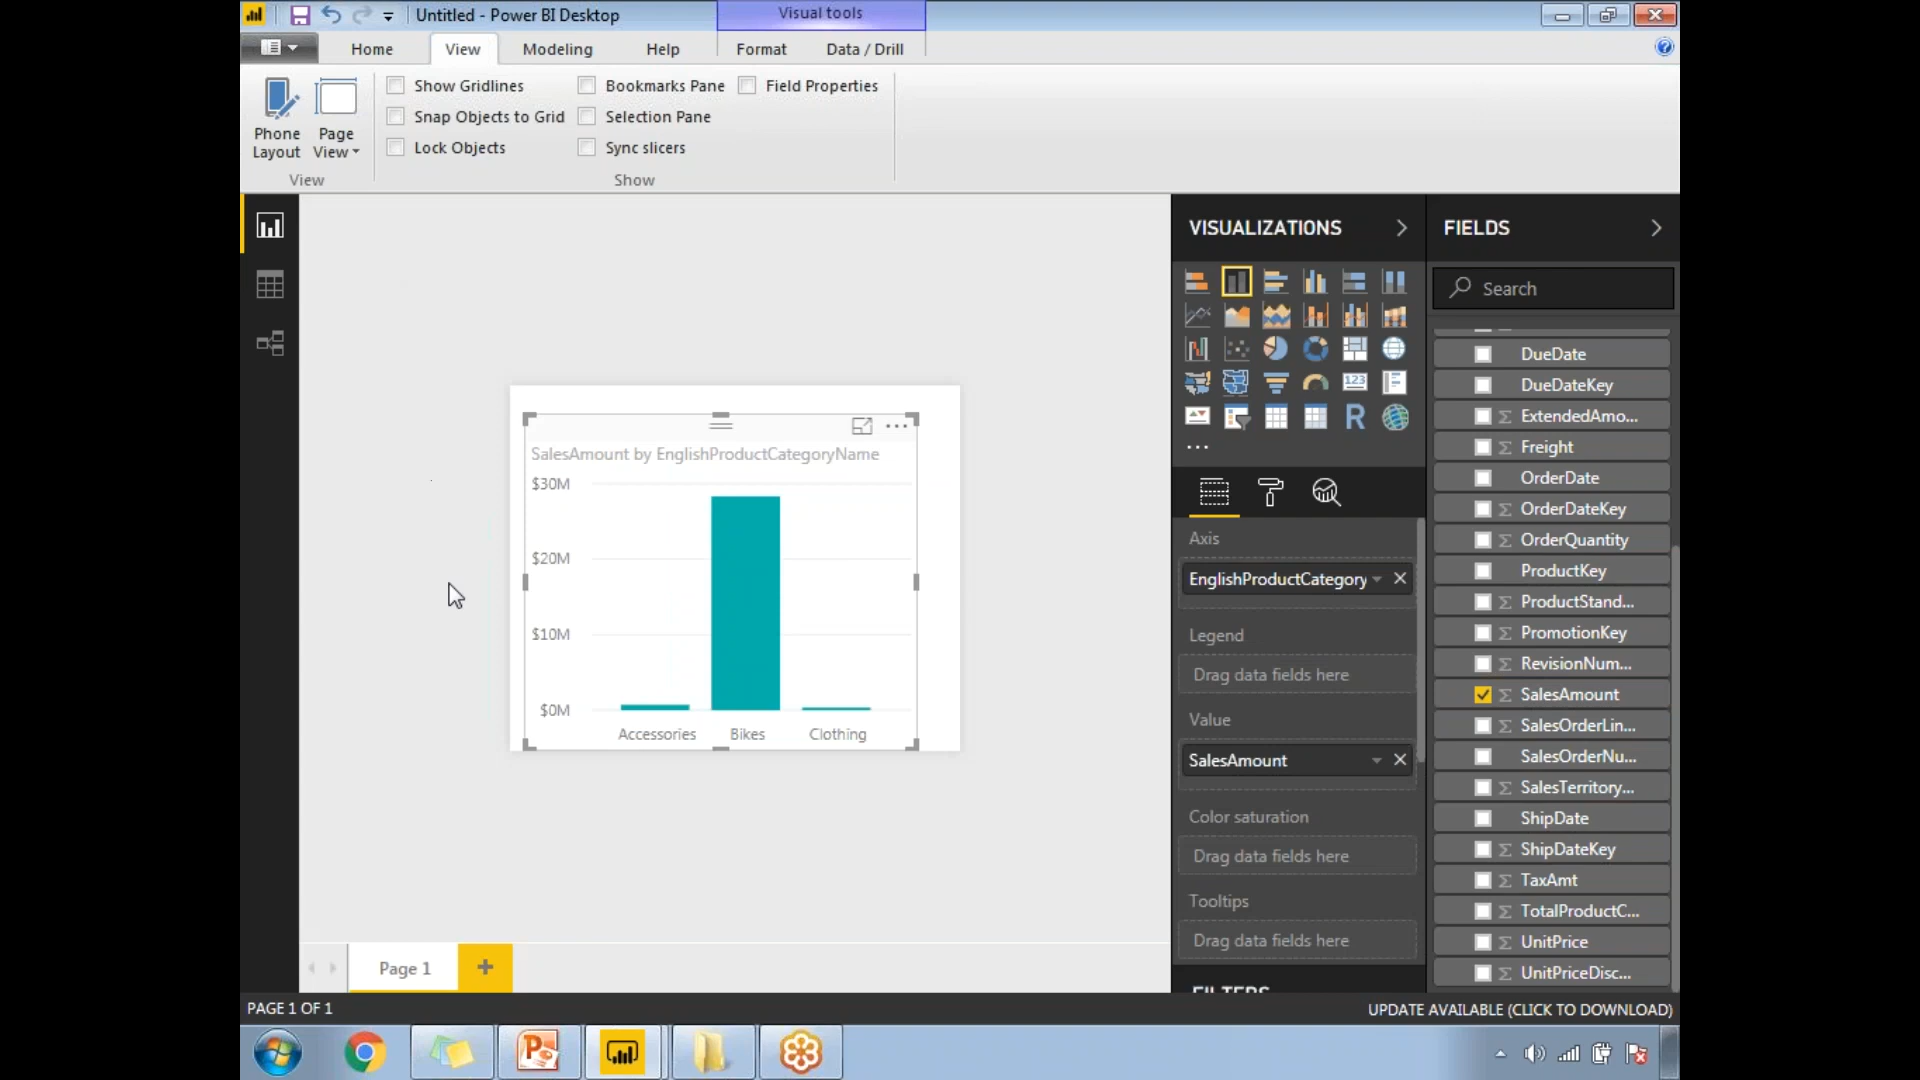 Untitled - Power BI Desktop
Visual tools
Home
View
Modeling
Help
Format
Data / Drill
Show Gridlines
Bookmarks Pane
Field Properties
Snap Objects to Grid
Selection Pane
Lock Objects
Sync slicers
Phone
Layout
Page
View
View
Show
SalesAmount by EnglishProductCategoryName
$30M
$20M
$10M
$0M
Accessories
Bikes
Clothing
VISUALIZATIONS
123
R
Axis
EnglishProductCategory
Legend
Drag data fields here
Value
SalesAmount
Color saturation
Drag data fields here
Tooltips
Drag data fields here
FILTERS
FIELDS
Search
DueDate
DueDateKey
ExtendedAmo...
Freight
OrderDate
OrderDateKey
OrderQuantity
ProductKey
ProductStand...
PromotionKey
RevisionNum...
SalesAmount
SalesOrderLin...
SalesOrderNu...
SalesTerritory...
ShipDate
ShipDateKey
TaxAmt
TotalProductC...
UnitPrice
UnitPriceDisc...
Page 1
PAGE 1 OF 1
UPDATE AVAILABLE (CLICK TO DOWNLOAD)